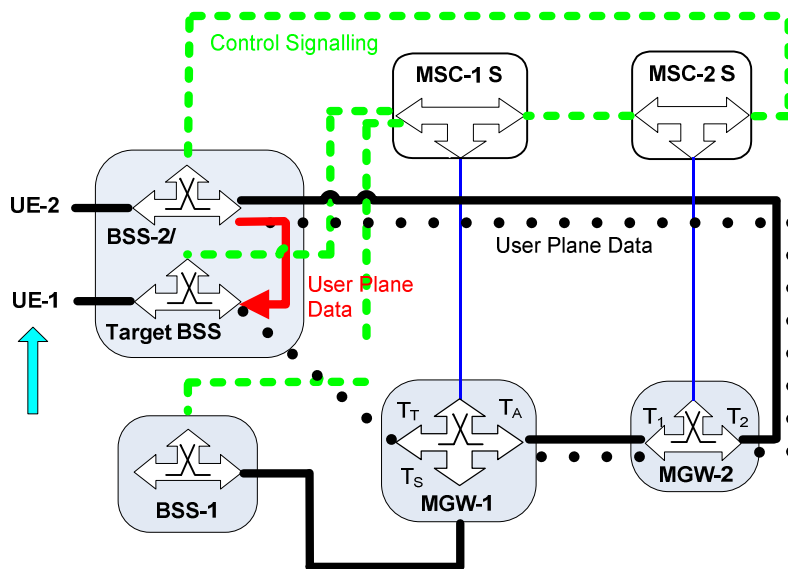 Control Signalling
MSC-1 S
MSC-2 S
UE-2
BSS-2/
User Plane Data
User Plane
Data
UE-1
Target BSS
TT
TA
T1
T2
TS
MGW-1
MGW-2
BSS-1